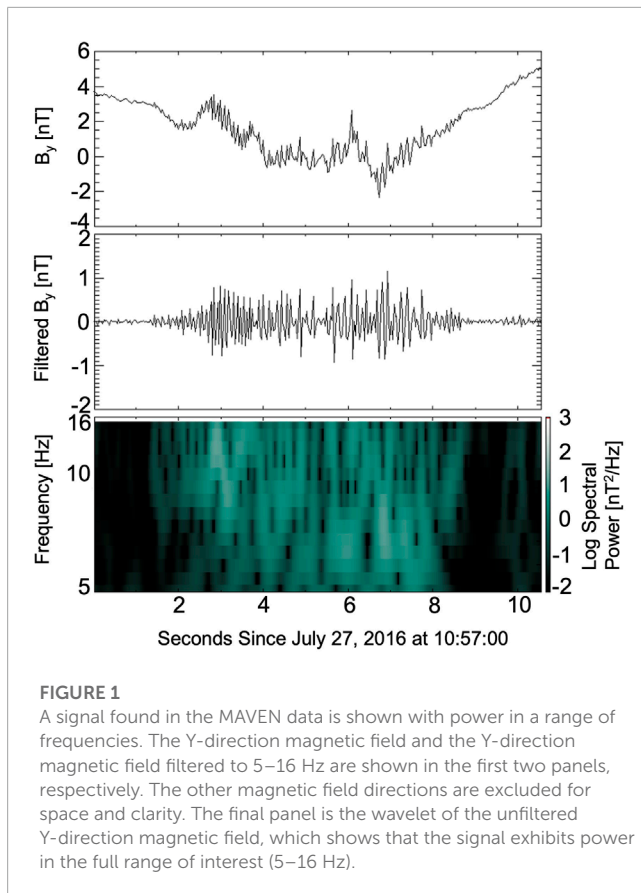 6
4
2
0
-2
-4
B_y [nT]
2
1
0
-1
-2
Filtered B_y [nT]
16
10
5
Frequency [Hz]
3
2
1
0
-1
-2
Log Spectral
Power [nT²/Hz]
2 4 6 8 10
Seconds Since July 27, 2016 at 10:57:00
FIGURE 1
A signal found in the MAVEN data is shown with power in a range of
frequencies. The Y-direction magnetic field and the Y-direction
magnetic field filtered to 5–16 Hz are shown in the first two panels,
respectively. The other magnetic field directions are excluded for
space and clarity. The final panel is the wavelet of the unfiltered
Y-direction magnetic field, which shows that the signal exhibits power
in the full range of interest (5–16 Hz).